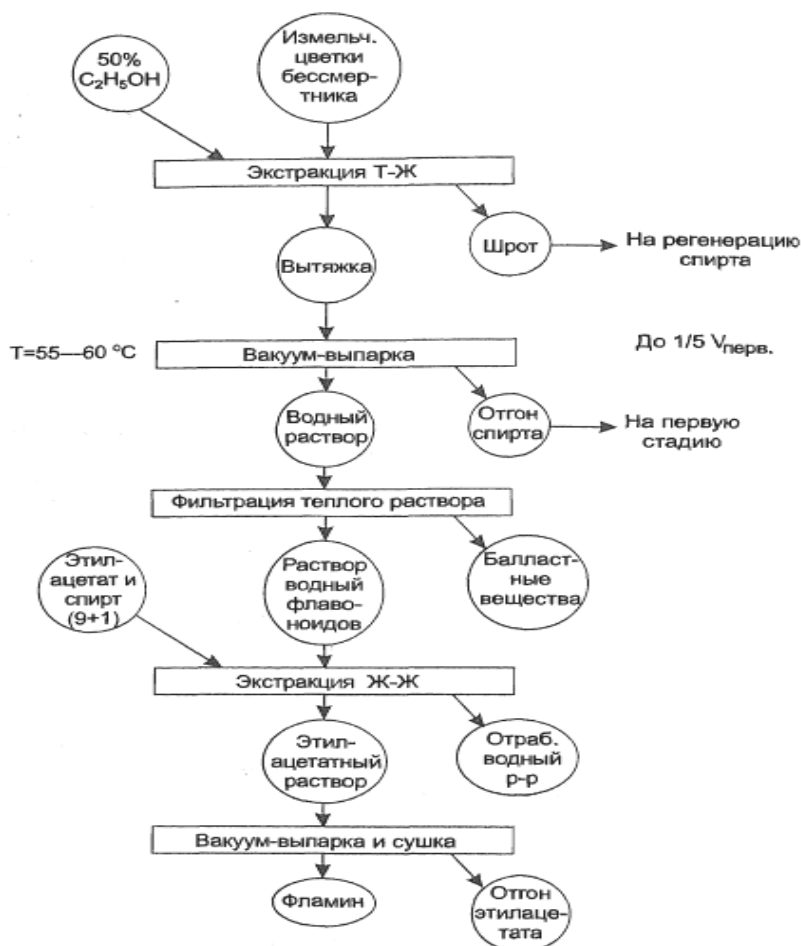 50%
C₂H₅OH
Измельч.
цветки
бессмер-
тника
Экстракция Т-Ж
Вытяжка
Шрот
На регенерацию
спирта
T=55—60 °C
Вакуум-выпарка
До 1/5 Vперв.
Водный
раствор
Отгон
спирта
На первую
стадию
Фильтрация теплого раствора
Этил-
ацетат и
спирт
(9+1)
Раствор
водный
флаво-
ноидов
Балласт-
ные
вещества
Экстракция Ж-Ж
Этил-
ацетатный
раствор
Отраб.
водный
р-р
Вакуум-выпарка и сушка
Фламин
Отгон
этилаце-
тата